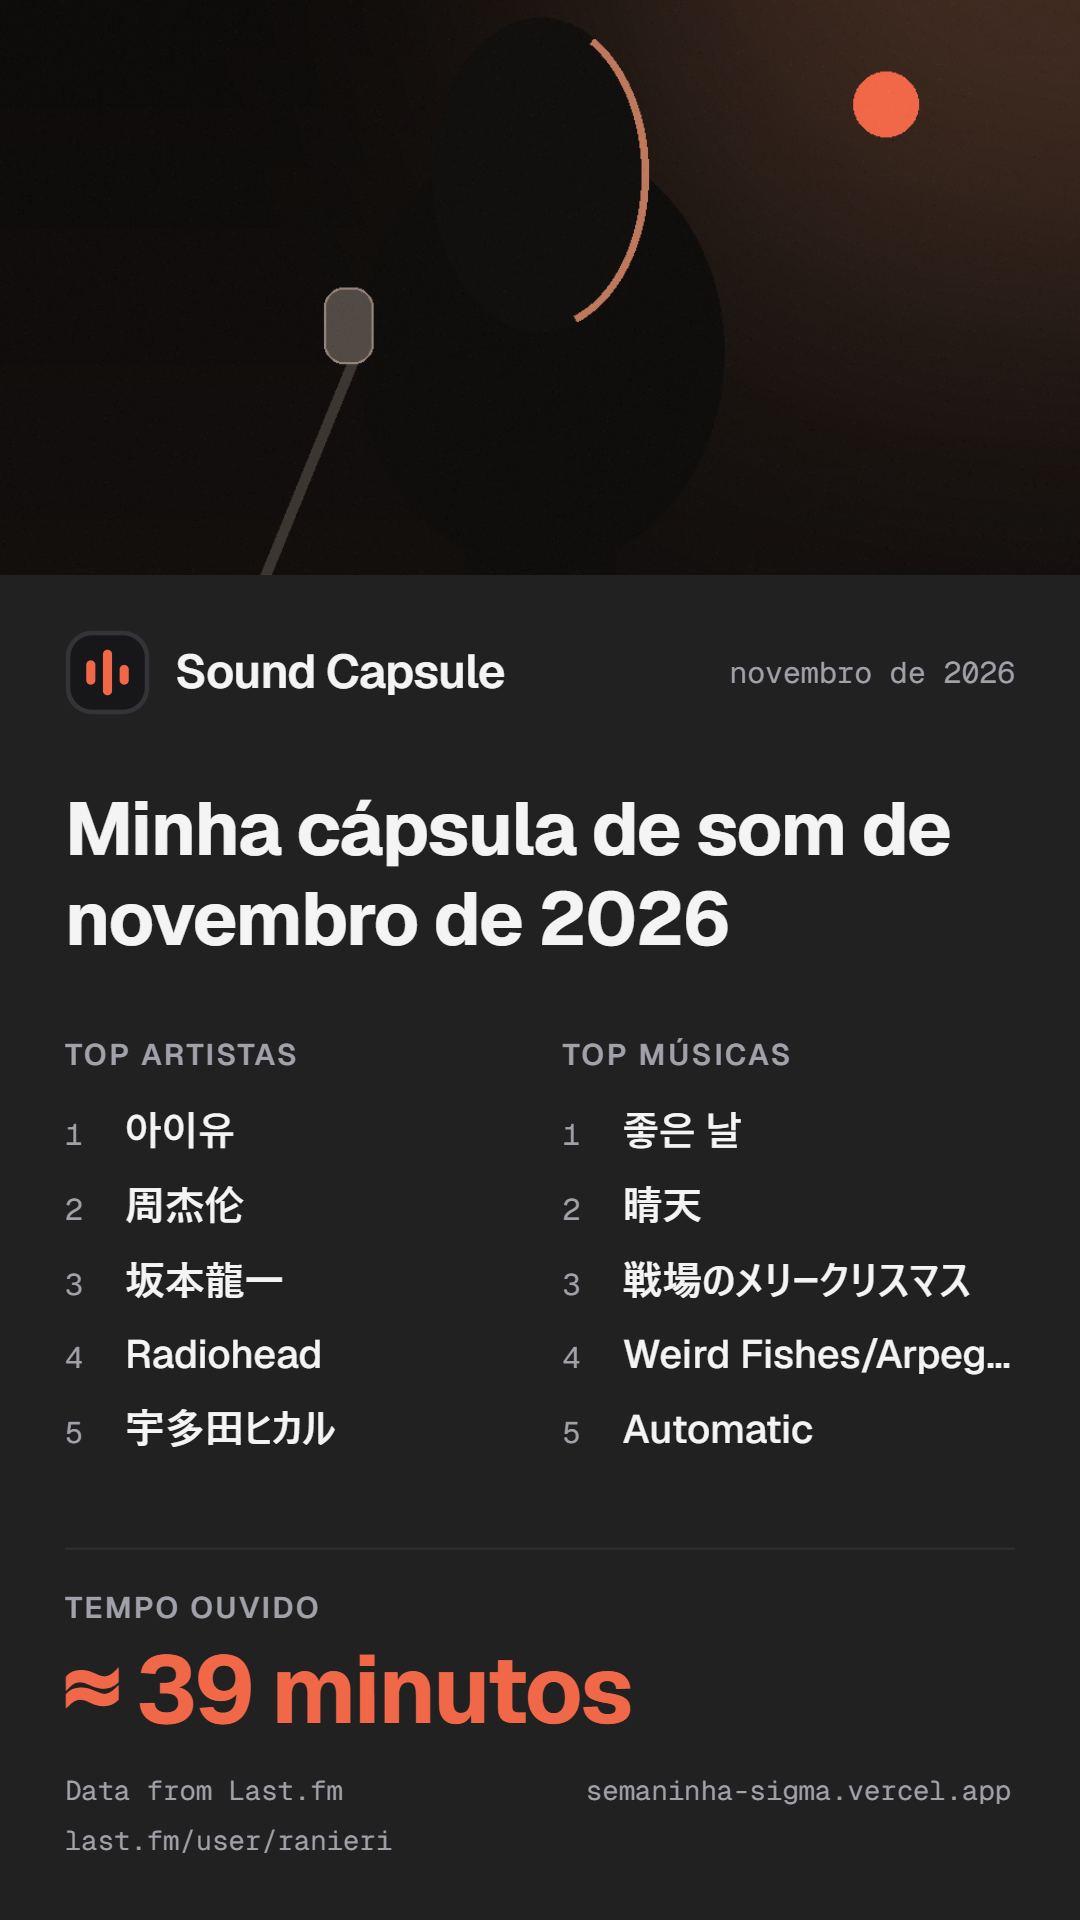 Sound Capsule
novembro de 2026
Minha cápsula de som de
novembro de 2026
TOP ARTISTAS
1 아이유
2 周杰伦
3 坂本龍一
4 Radiohead
5 宇多田ヒカル
TOP MÚSICAS
1 좋은 날
2 晴天
3 戦場のメリークリスマス
4 Weird Fishes/Arpeg...
5 Automatic
TEMPO OUVIDO
≈ 39 minutos
Data from Last.fm
semaninha-sigma.vercel.app
last.fm/user/ranieri